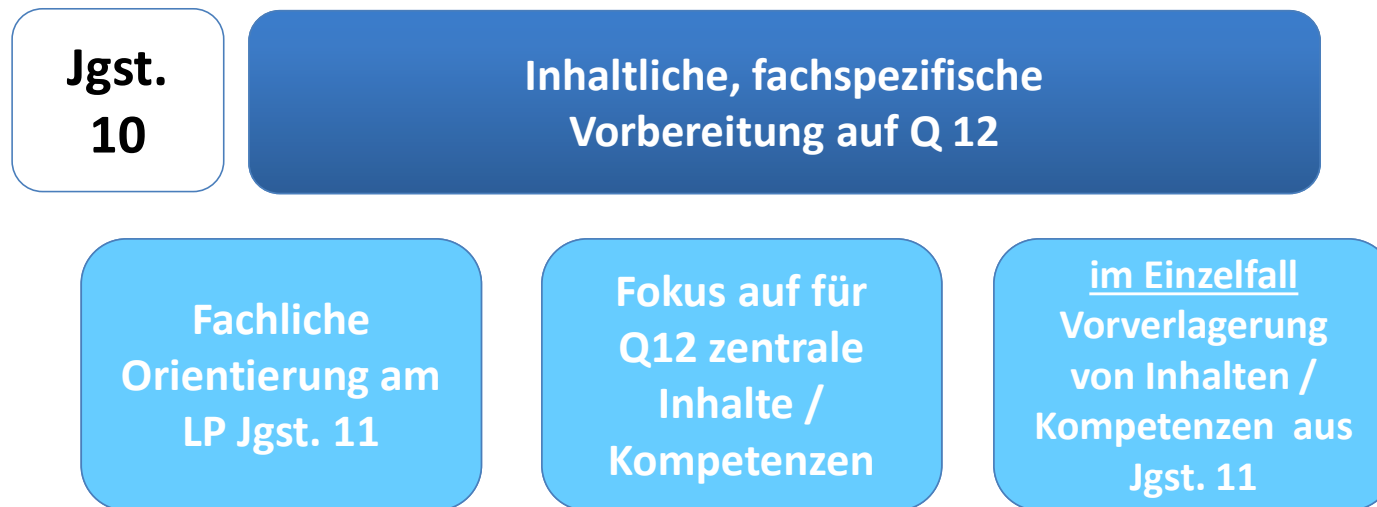 Jgst.
10
Inhaltliche, fachspezifische
Vorbereitung auf Q 12
Fachliche
Orientierung am
LP Jgst. 11
Fokus auf für
Q12 zentrale
Inhalte /
Kompetenzen
im Einzelfall
Vorverlagerung
von Inhalten /
Kompetenzen aus
Jgst. 11